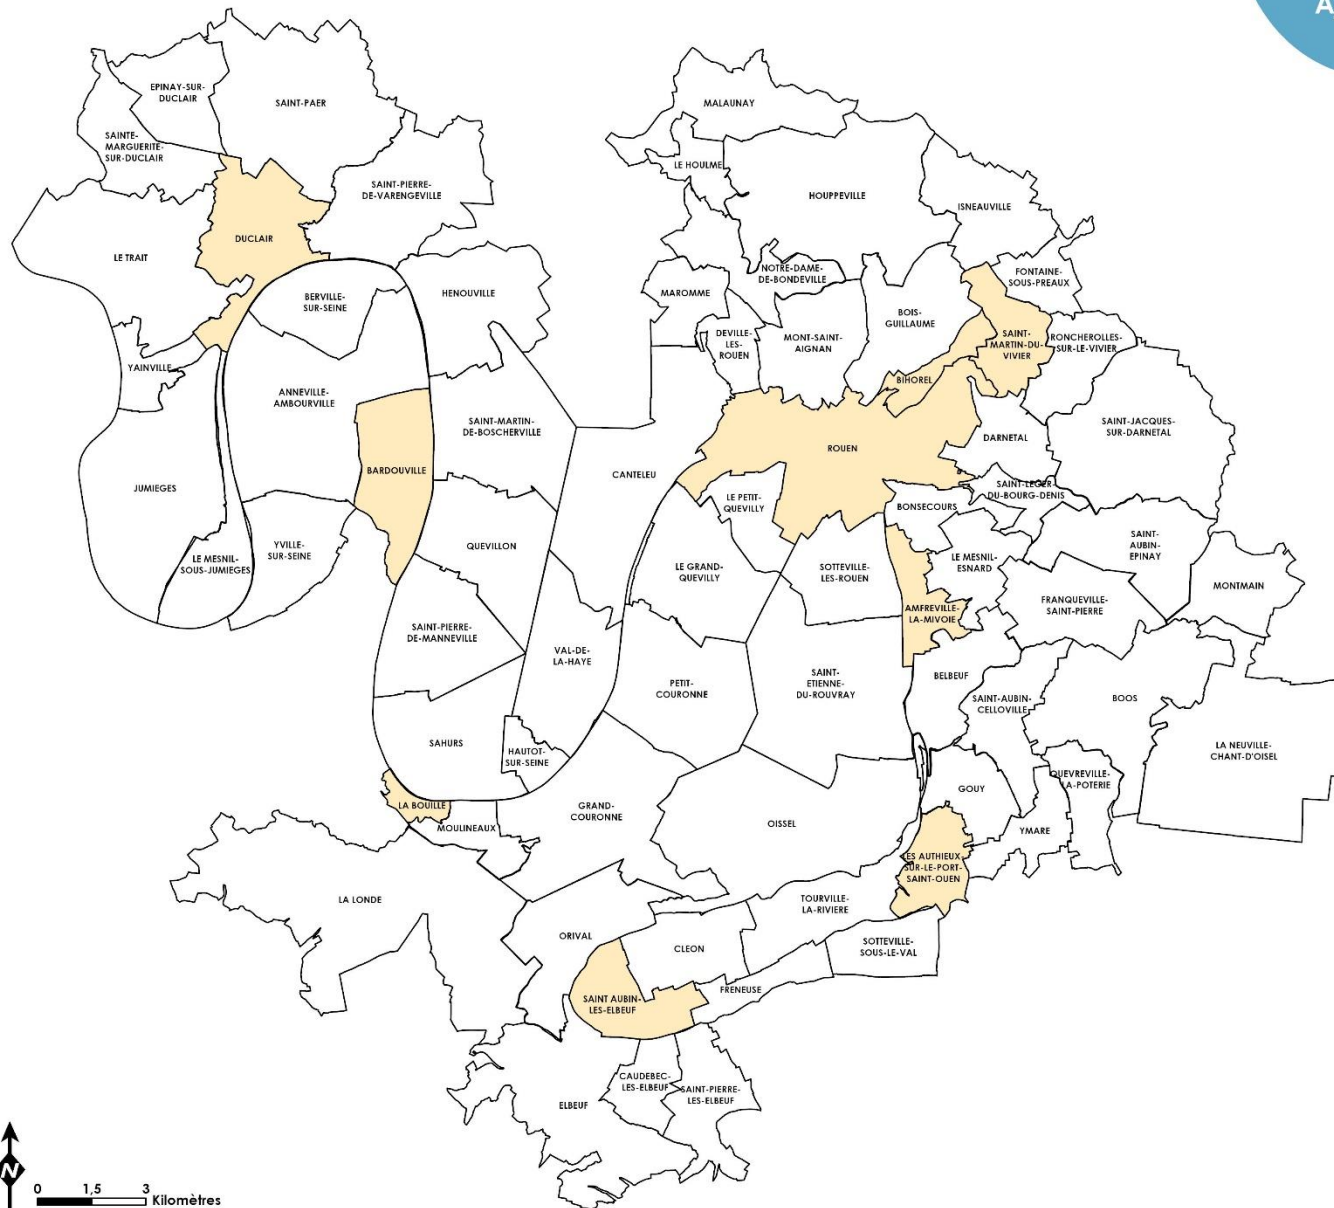 A
EPINAY-SUR-
DUCLAIR
SAINT-PAER
MALAUNAY
SAINTE-
MARGUERITE-
SUR-DUCLAIR
LE HOULME
SAINT-PIERRE-
DE-VARENGEVILLE
HOUPPEVILLE
ISNEAUVILLE
DUCLAIR
LE TRAIT
NOTRE-DAME-
DE-BONDEVILLE
FONTAINE-
SOUS-PREAUX
BERVILLE-
SUR-SEINE
HENOUVILLE
MAROMME
BOIS-
GUILLAUME
DEVILLE-
LES-
ROUEN
MONT-SAINT-
AIGNAN
SAINT-
MARTIN-DU-
VIVIER
RONCHEROLLES-
SUR-LE-VIVIER
YAINVILLE
BIHOREL
ANNEVILLE-
AMBOURVILLE
SAINT-MARTIN-
DE-BOSCHERVILLE
SAINT-JACQUES-
SUR-DARNETAL
DARNETAL
ROUEN
BARDOUVILLE
CANTELEU
JUMIEGES
SAINT-LEGER-
DU-BOURG-DENIS
LE PETIT-
QUEVILLY
BONSECOURS
QUEVILLON
YVILLE-
SUR-SEINE
LE MESNIL-
SOUS-JUMIEGES
LE GRAND-
QUEVILLY
SOTTEVILLE-
LES-ROUEN
LE MESNIL-
ESNARD
SAINT-
AUBIN-
EPINAY
MONTMAIN
FRANQUEVILLE-
SAINT-PIERRE
AMFREVILLE-
LA-MIVOIE
SAINT-PIERRE-
DE-MANNEVILLE
VAL-DE-
LA-HAYE
PETIT-
COURONNE
SAINT-
ETIENNE-
DU-ROUVRAY
BELBEUF
SAINT-AUBIN-
CELLOVILLE
BOOS
SAHURS
HAUTOT-
SUR-SEINE
LA NEUVILLE-
CHANT-D'OISEL
QUEVREVILLE-
LA-POTERIE
GOUY
LA BOUILLE
GRAND-
COURONNE
MOULINEAUX
OISSEL
YMARE
LES AUTHIEUX-
SUR-LE-PORT-
SAINT-OUEN
LA LONDE
TOURVILLE-
LA-RIVIERE
ORIVAL
CLEON
SOTTEVILLE-
SOUS-LE-VAL
FRENEUSE
SAINT AUBIN-
LES-ELBEUF
CAUDEBEC-
LES-ELBEUF
SAINT-PIERRE-
LES-ELBEUF
ELBEUF
N
0 1,5 3
Kilomètres